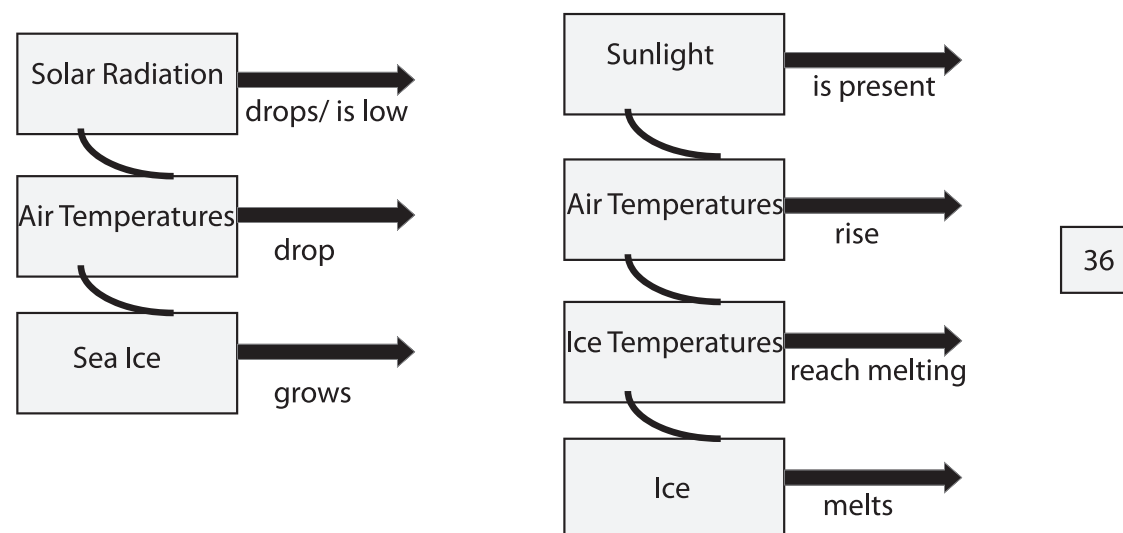 Solar Radiation
drops/ is low
Air Temperatures
drop
Sea Ice
grows
Sunlight
is present
Air Temperatures
rise
Ice Temperatures
reach melting
Ice
melts
36